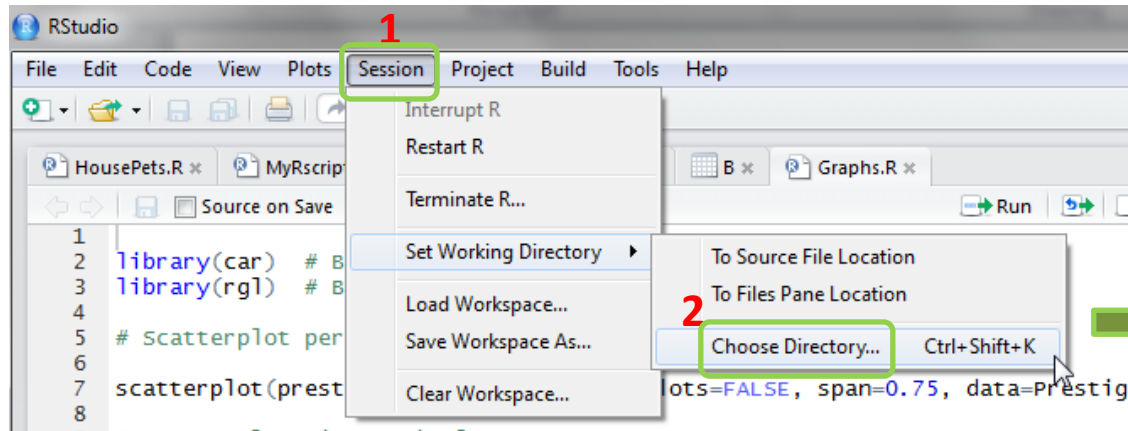 RStudio
1
File Edit Code View Plots Session Project Build Tools Help
Interrupt R
Restart R
Terminate R...
Set Working Directory
Load Workspace...
Save Workspace As...
Clear Workspace...
To Source File Location
To Files Pane Location
2
Choose Directory... Ctrl+Shift+K
HousePets.R MyRscrip B Graphs.R
Source on Save Run
1
2 library(car) # B
3 library(rgl) # B
4
5 # Scatterplot per
6
7 scatterplot(prest lots=FALSE, span=0.75, data=Prestig
8